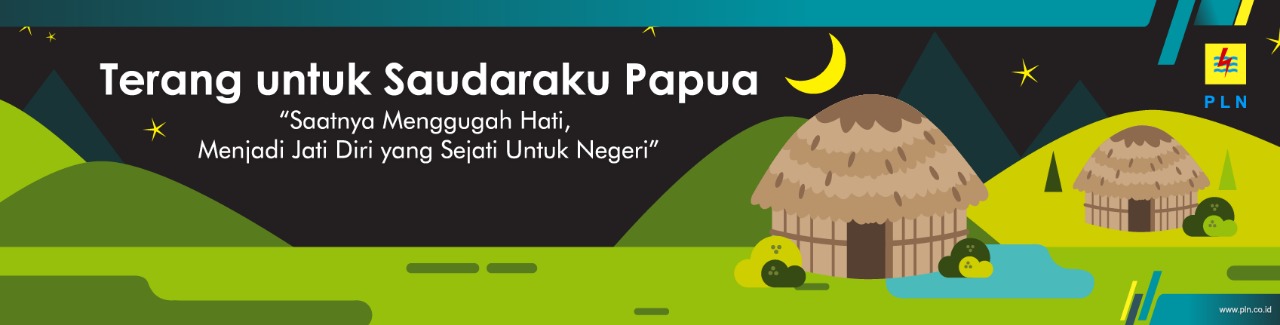 Terang untuk Saudaraku Papua
“Saatnya Menggugah Hati,
Menjadi Jati Diri yang Sejati Untuk Negeri”
PLN
www.pln.co.id